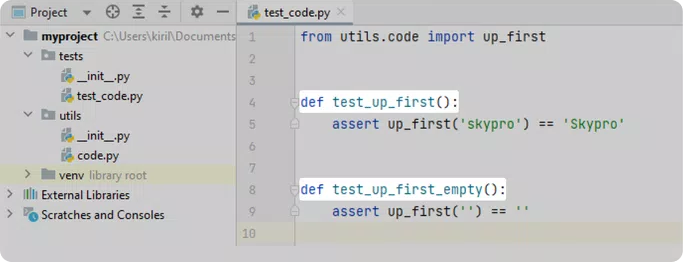 Project
myproject C:\Users\kiril\Documents
tests
__init__.py
test_code.py
utils
__init__.py
code.py
venv library root
External Libraries
Scratches and Consoles
test_code.py
1 from utils.code import up_first
2
3
4 def test_up_first():
5 assert up_first('skypro') == 'Skypro'
6
7
8 def test_up_first_empty():
9 assert up_first('') == ''
10